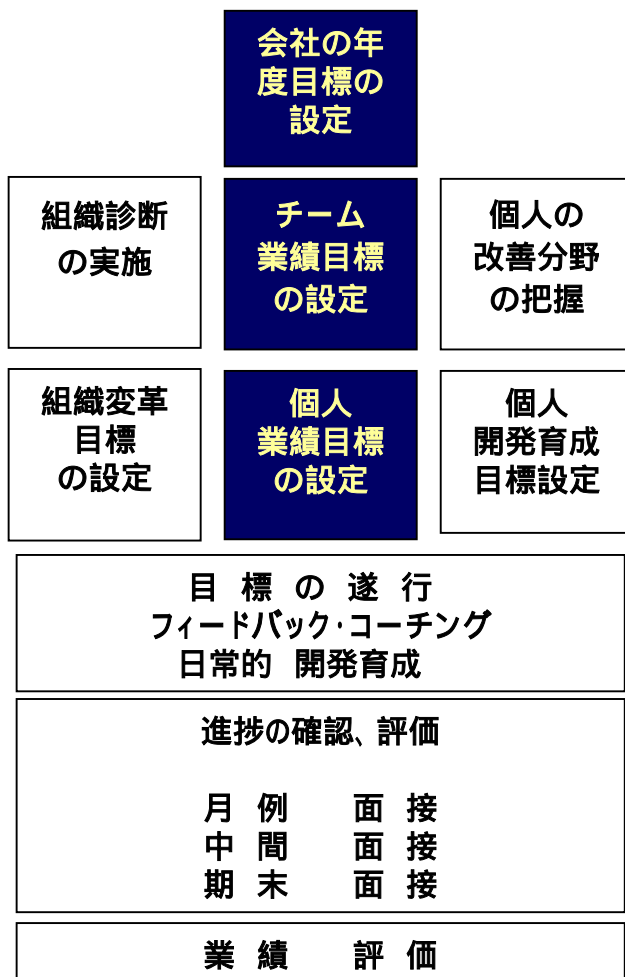 会社の年
度目標の
設定
組織診断
の実施
チーム
業績目標
の設定
個人の
改善分野
の把握
組織変革
目標
の設定
個人
業績目標
の設定
個人
開発育成
目標設定
目 標 の 遂 行
フィードバック・コーチング
日常的 開発育成
進捗の確認、評価
月 例 面 接
中 間 面 接
期 末 面 接
業 績 評 価